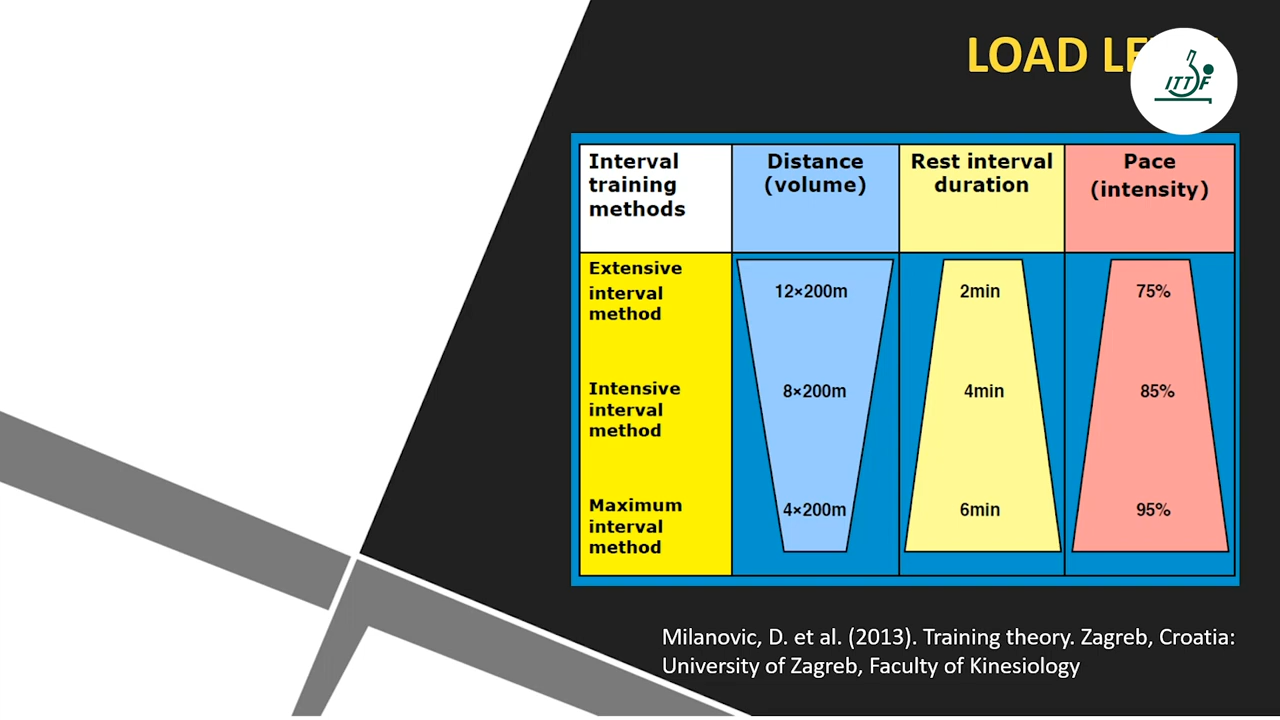 LOAD
ITTF
Interval
training
methods
Distance
(volume)
Rest interval
duration
Pace
(intensity)
Extensive
interval
method
12×200m
2min
75%
Intensive
interval
method
8×200m
4min
85%
Maximum
interval
method
4×200m
6min
95%
Milanovic, D. et al. (2013). Training theory. Zagreb, Croatia:
University of Zagreb, Faculty of Kinesiology